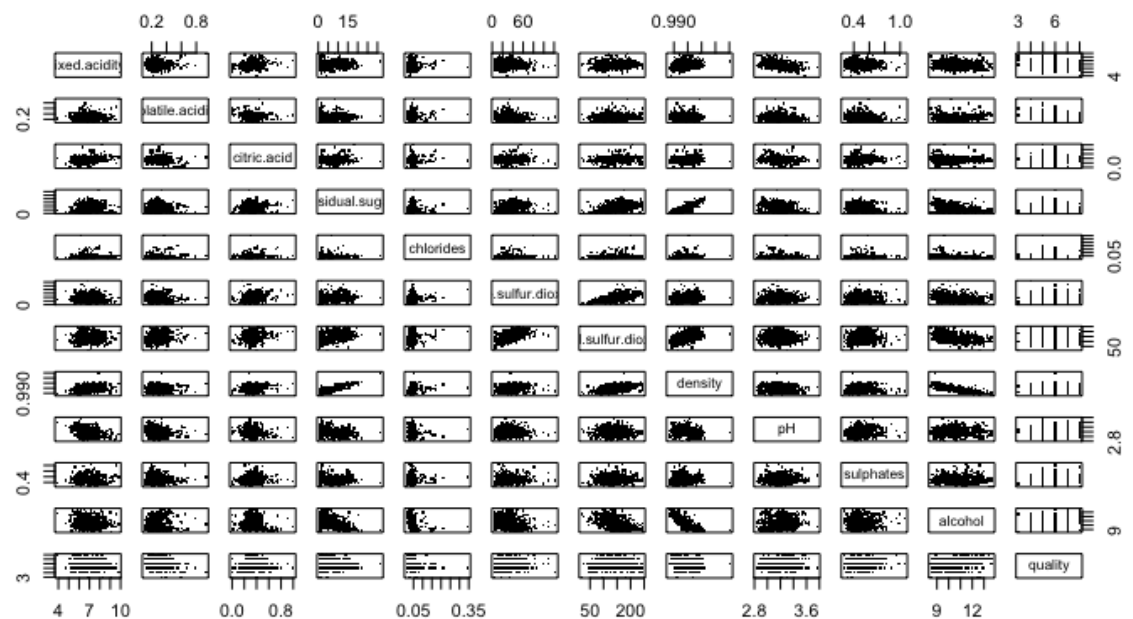 0.2 0.8 0 15 0 60 0.990 0.4 1.0 3 6
ixed.acidity 4
0.2 olatile.acidi
citric.acid 0.0
0 sidual.sug
chlorides 0.05
0 .sulfur.diox
l.sulfur.dio 50
0.990 density
pH 2.8
0.4 sulphates
alcohol 9
3 quality
4 7 10 0.0 0.8 0.05 0.35 50 200 2.8 3.6 9 12